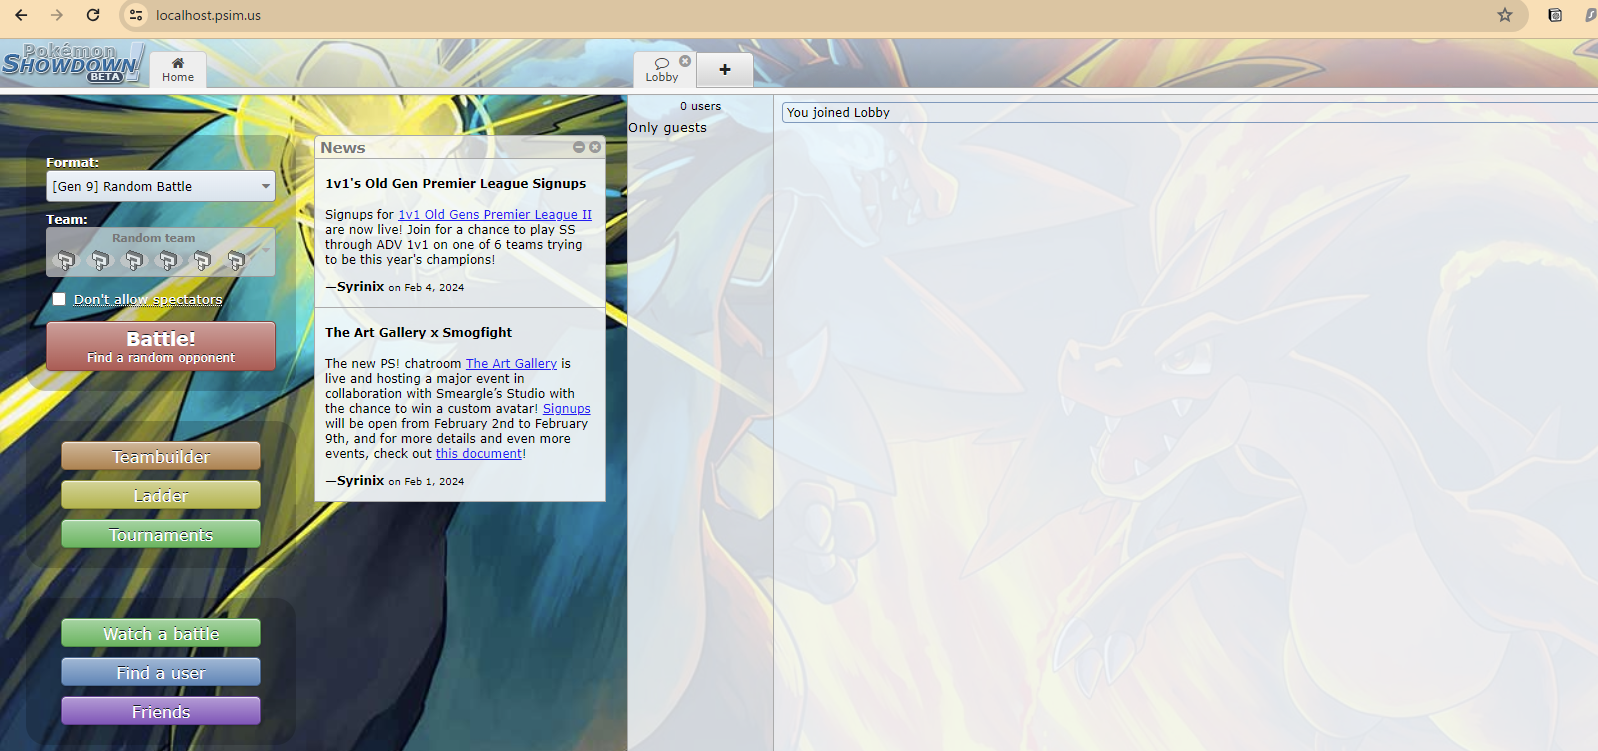 localhost.psim.us
Pokémon
SHOWDOWN!
BETA
Home
Lobby
+
Format:
[Gen 9] Random Battle
Team:
Random team
Don't allow spectators
Battle!
Find a random opponent
Teambuilder
Ladder
Tournaments
Watch a battle
Find a user
Friends
News
1v1's Old Gen Premier League Signups
Signups for 1v1 Old Gens Premier League II
are now live! Join for a chance to play SS
through ADV 1v1 on one of 6 teams trying
to be this year's champions!
—Syrinix on Feb 4, 2024
The Art Gallery x Smogfight
The new PS! chatroom The Art Gallery is
live and hosting a major event in
collaboration with Smeargle’s Studio with
the chance to win a custom avatar! Signups
will be open from February 2nd to February
9th, and for more details and even more
events, check out this document!
—Syrinix on Feb 1, 2024
0 users
Only guests
You joined Lobby